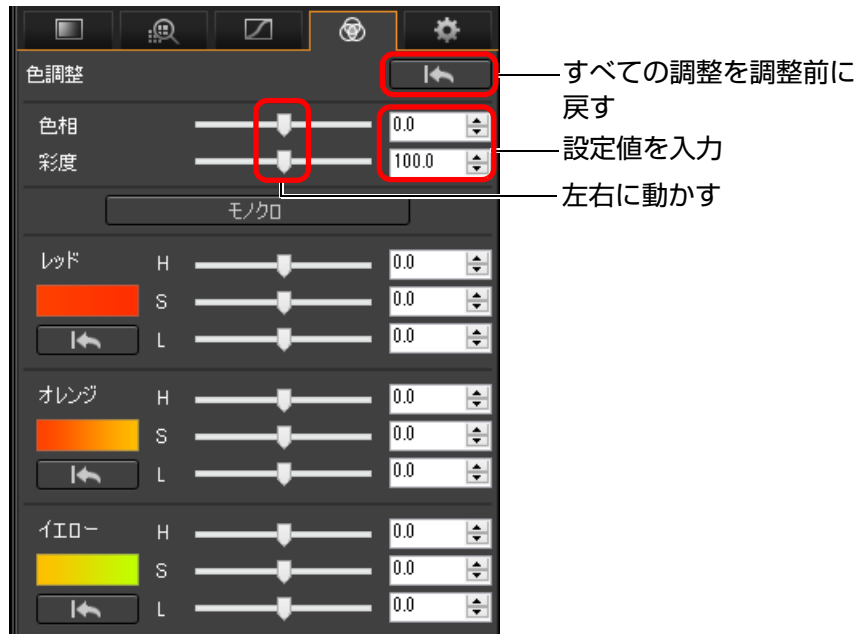 色調整
すべての調整を調整前に
戻す
色相 0.0
設定値を入力
彩度 100.0
左右に動かす
モノクロ
レッド H 0.0
S 0.0
L 0.0
オレンジ H 0.0
S 0.0
L 0.0
イエロー H 0.0
S 0.0
L 0.0